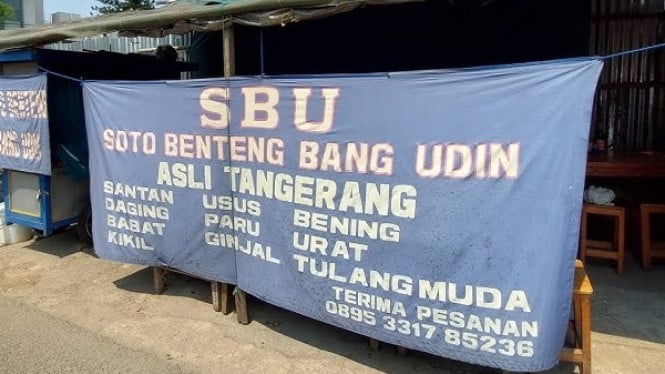 SBU
SOTO BENTENG BANG UDIN
ASLI TANGERANG
SANTAN USUS BENING
DAGING PARU URAT
BABAT GINJAL TULANG MUDA
KIKIL
TERIMA PESANAN
0895 3317 85236